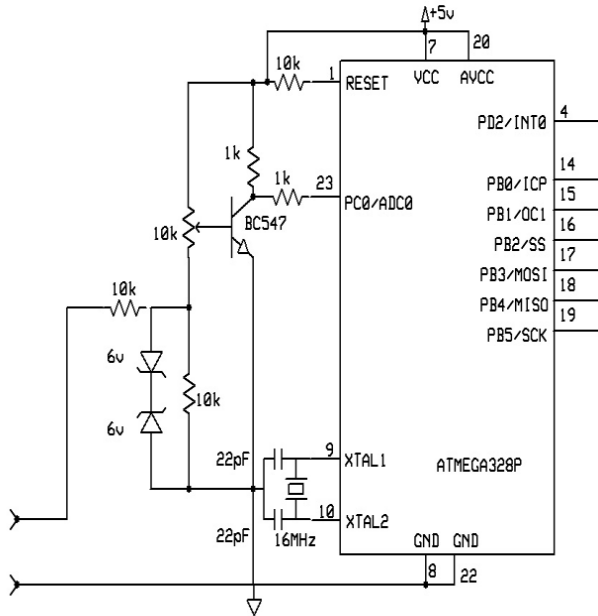 +5v
7
20
10k
1
RESET
VCC
AVCC
PD2/INT0
4
1k
14
PB0/ICP
1k
23
PC0/ADC0
15
PB1/OC1
10k
BC547
16
PB2/SS
17
PB3/MOSI
10k
18
PB4/MISO
19
PB5/SCK
6v
10k
6v
22pF
9
XTAL1
ATMEGA328P
10
XTAL2
22pF
16MHz
GND
GND
8
22